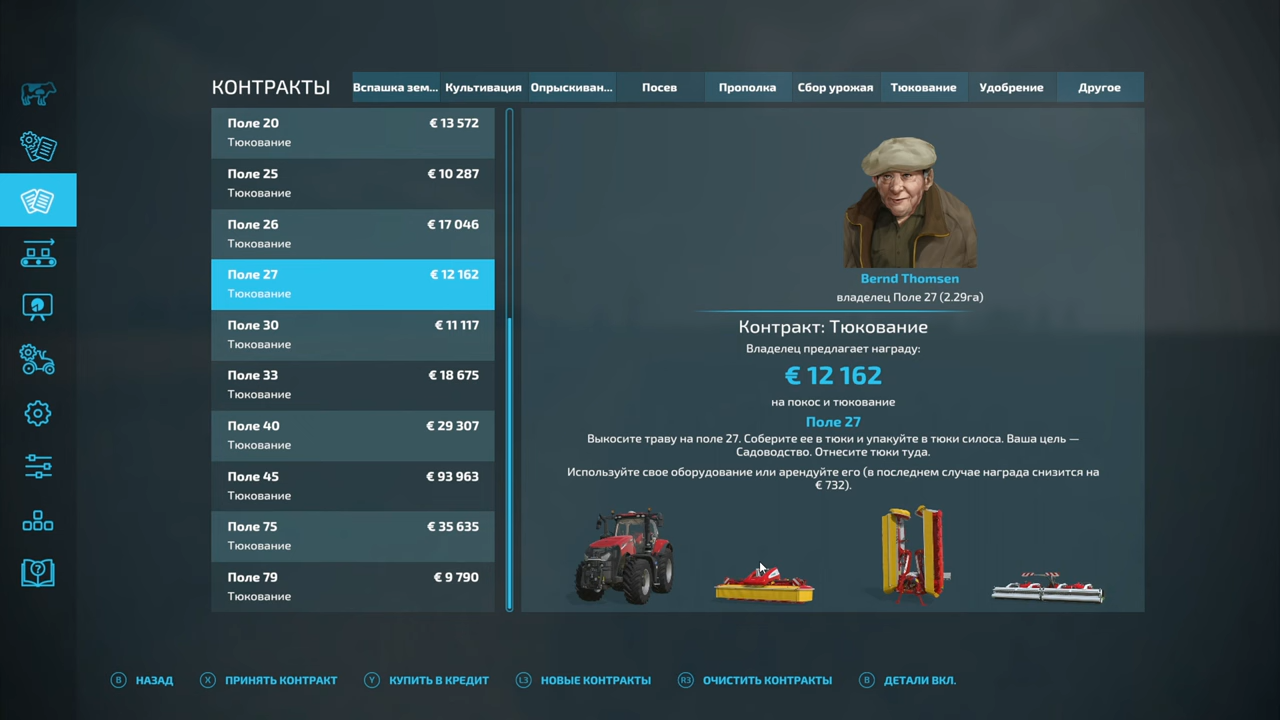 КОНТРАКТЫ
Вспашка зем...
Культивация
Опрыскиван...
Посев
Прополка
Сбор урожая
Тюкование
Удобрение
Другое
Поле 20 € 13 572
Тюкование
Поле 25 € 10 287
Тюкование
Поле 26 € 17 046
Тюкование
Поле 27 € 12 162
Тюкование
Поле 30 € 11 117
Тюкование
Поле 33 € 18 675
Тюкование
Поле 40 € 29 307
Тюкование
Поле 45 € 93 963
Тюкование
Поле 75 € 35 635
Тюкование
Поле 79 € 9 790
Тюкование
Bernd Thomsen
владелец Поле 27 (2.29га)
Контракт: Тюкование
Владелец предлагает награду:
€ 12 162
на покос и тюкование
Поле 27
Выкосите траву на поле 27. Соберите ее в тюки и упакуйте в тюки силоса. Ваша цель —
Садоводство. Отнесите тюки туда.
Используйте свое оборудование или арендуйте его (в последнем случае награда снизится на
€ 732).
B НАЗАД
X ПРИНЯТЬ КОНТРАКТ
Y КУПИТЬ В КРЕДИТ
L3 НОВЫЕ КОНТРАКТЫ
R3 ОЧИСТИТЬ КОНТРАКТЫ
B ДЕТАЛИ ВКЛ.